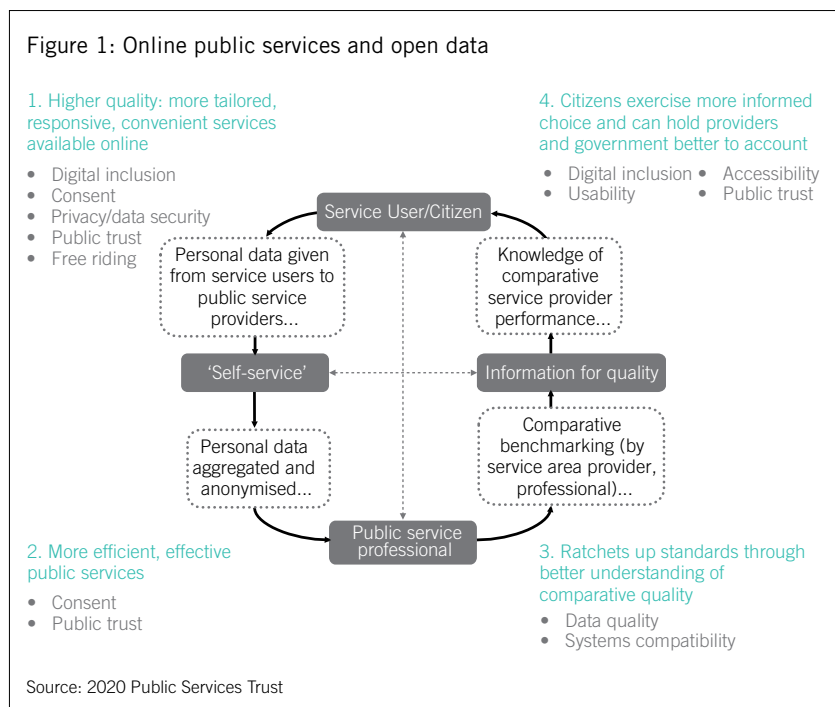 Figure 1: Online public services and open data
1. Higher quality: more tailored,
responsive, convenient services
available online
• Digital inclusion
• Consent
• Privacy/data security
• Public trust
• Free riding
4. Citizens exercise more informed
choice and can hold providers
and government better to account
• Digital inclusion • Accessibility
• Usability • Public trust
Service User/Citizen
Personal data given
from service users to
public service
providers...
Knowledge of
comparative
service provider
performance...
‘Self-service’
Information for quality
Personal data
aggregated and
anonymised...
Comparative
benchmarking (by
service area provider,
professional)...
Public service
professional
2. More efficient, effective
public services
• Consent
• Public trust
3. Ratchets up standards through
better understanding of
comparative quality
• Data quality
• Systems compatibility
Source: 2020 Public Services Trust